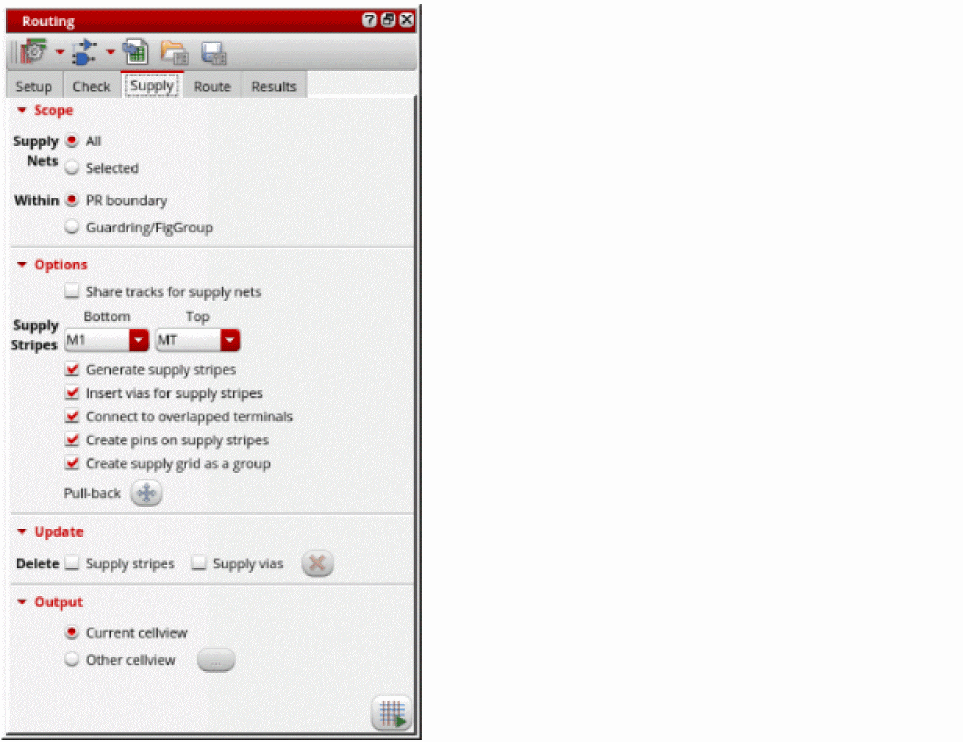 Routing
Setup Check Supply Route Results
Scope
Supply Nets All
Selected
Within PR boundary
Guardring/FigGroup
Options
Share tracks for supply nets
Bottom Top
Supply Stripes M1 MT
Generate supply stripes
Insert vias for supply stripes
Connect to overlapped terminals
Create pins on supply stripes
Create supply grid as a group
Pull-back
Update
Delete Supply stripes Supply vias
Output
Current cellview
Other cellview ...